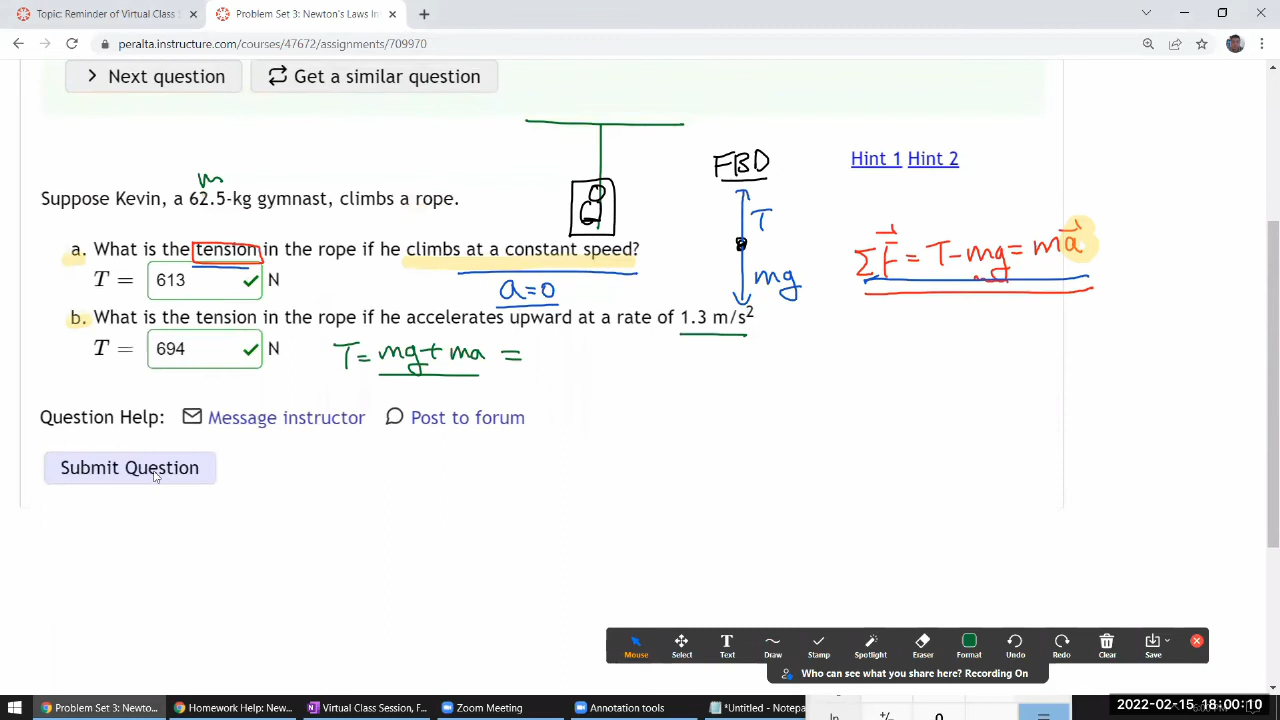 Topic: Reminder of Virtual Class S
Problem Set 3: Newton's Laws In
peralta.instructure.com/courses/47672/assignments/709970
Next question
Get a similar question
FBD
Hint 1 Hint 2
m
Suppose Kevin, a 62.5-kg gymnast, climbs a rope.
T
ΣF⃗ = T-mg = ma⃗
a. What is the tension in the rope if he climbs at a constant speed?
T = 613 N
a=0
mg
b. What is the tension in the rope if he accelerates upward at a rate of 1.3 m/s²
T = 694 N
T= mg+ma =
Question Help: Message instructor Post to forum
Submit Question
Mouse Select Text Draw Stamp Spotlight Eraser Format Undo Redo Clear Save
Who can see what you share here? Recording On
Problem Set 3: Newto...
Homework Help: New...
Virtual Class Session, F...
Zoom Meeting
Annotation tools
*Untitled - Notepa
ln +/- 0 =
2022-02-15 18:00:10